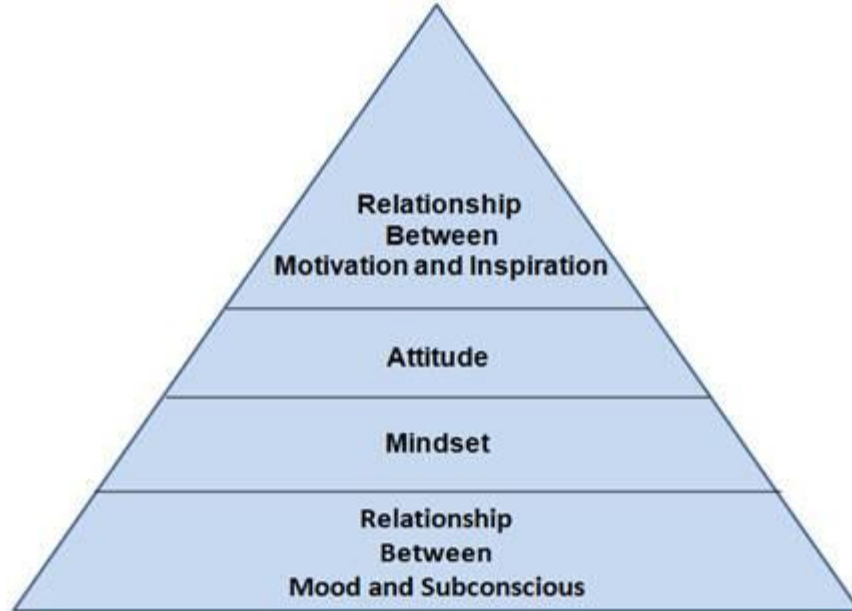 Relationship
Between
Motivation and Inspiration
Attitude
Mindset
Relationship
Between
Mood and Subconscious